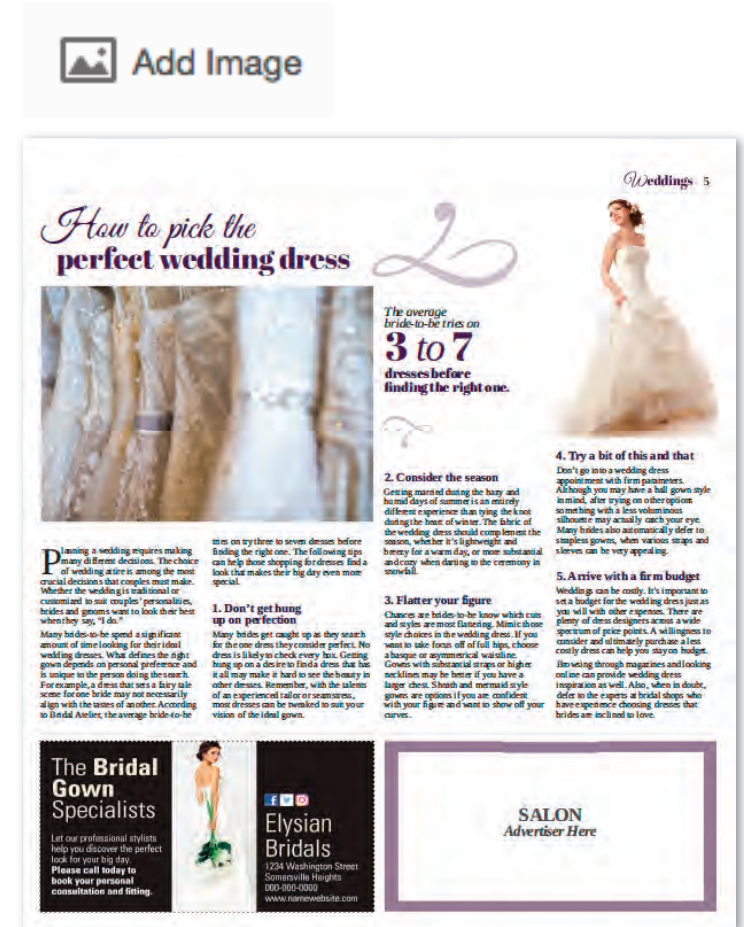 Add Image
Weddings 5
How to pick the
perfect wedding dress
The average
bride-to-be tries on
3 to 7
dresses before
finding the right one.
Planning a wedding requires making
many different decisions. The choice
of wedding attire is among the most
crucial decisions that couples must make.
Whether the wedding is traditional or
customized to suit couples' personalities,
brides and grooms want to look their best
when they say, “I do.”
Many brides-to-be spend a significant
amount of time looking for their ideal
wedding dresses. What defines the right
gown depends on personal preference and
is unique to the person doing the search.
For example, a dress that sets a fairy tale
scene for one bride may not necessarily
align with the tastes of another. According
to Bridal Atelier, the average bride-to-be
tries on try three to seven dresses before
finding the right one. The following tips
can help those shopping for dresses find a
look that makes their big day even more
special.
1. Don't get hung
up on perfection
Many brides get caught up as they search
for the one dress they consider perfect. No
dress is likely to check every box. Getting
hung up on a desire to find a dress that has
it all may make it hard to see the beauty in
other dresses. Remember, with the talents
of an experienced tailor or seamstress,
most dresses can be tweaked to suit your
vision of the ideal gown.
2. Consider the season
Getting married during the hazy and
humid days of summer is an entirely
different experience than tying the knot
during the heart of winter. The fabric of
the wedding dress should complement the
season, whether it's lightweight and
breezy for a warm day, or more substantial
and cozy when darting to the ceremony in
snowfall.
3. Flatter your figure
Chances are brides-to-be know which cuts
and styles are most flattering. Mimic those
style choices in the wedding dress. If you
want to take focus off of full hips, choose
a basque or asymmetrical waistline.
Gowns with substantial straps or higher
necklines may be better if you have a
larger chest. Sheath and mermaid style
gowns are options if you are confident
with your figure and want to show off your
curves.
4. Try a bit of this and that
Don't go into a wedding dress
appointment with firm parameters.
Although you may have a ball gown style
in mind, after trying on other options
something with a less voluminous
silhouette may actually catch your eye.
Many brides also automatically defer to
strapless gowns, when various straps and
sleeves can be very appealing.
5. Arrive with a firm budget
Weddings can be costly. It's important to
set a budget for the wedding dress just as
you will with other expenses. There are
plenty of dress designers across a wide
spectrum of price points. A willingness to
consider and ultimately purchase a less
costly dress can help you stay on budget.
Browsing through magazines and looking
online can provide wedding dress
inspiration as well. Also, when in doubt,
defer to the experts at bridal shops who
have experience choosing dresses that
brides are inclined to love.
The Bridal
Gown
Specialists
Let our professional stylists
help you discover the perfect
look for your big day.
Please call today to
book your personal
consultation and fitting.
Elysian
Bridals
1234 Washington Street
Somersville Heights
000-000-0000
www.namewebsite.com
SALON
Advertiser Here